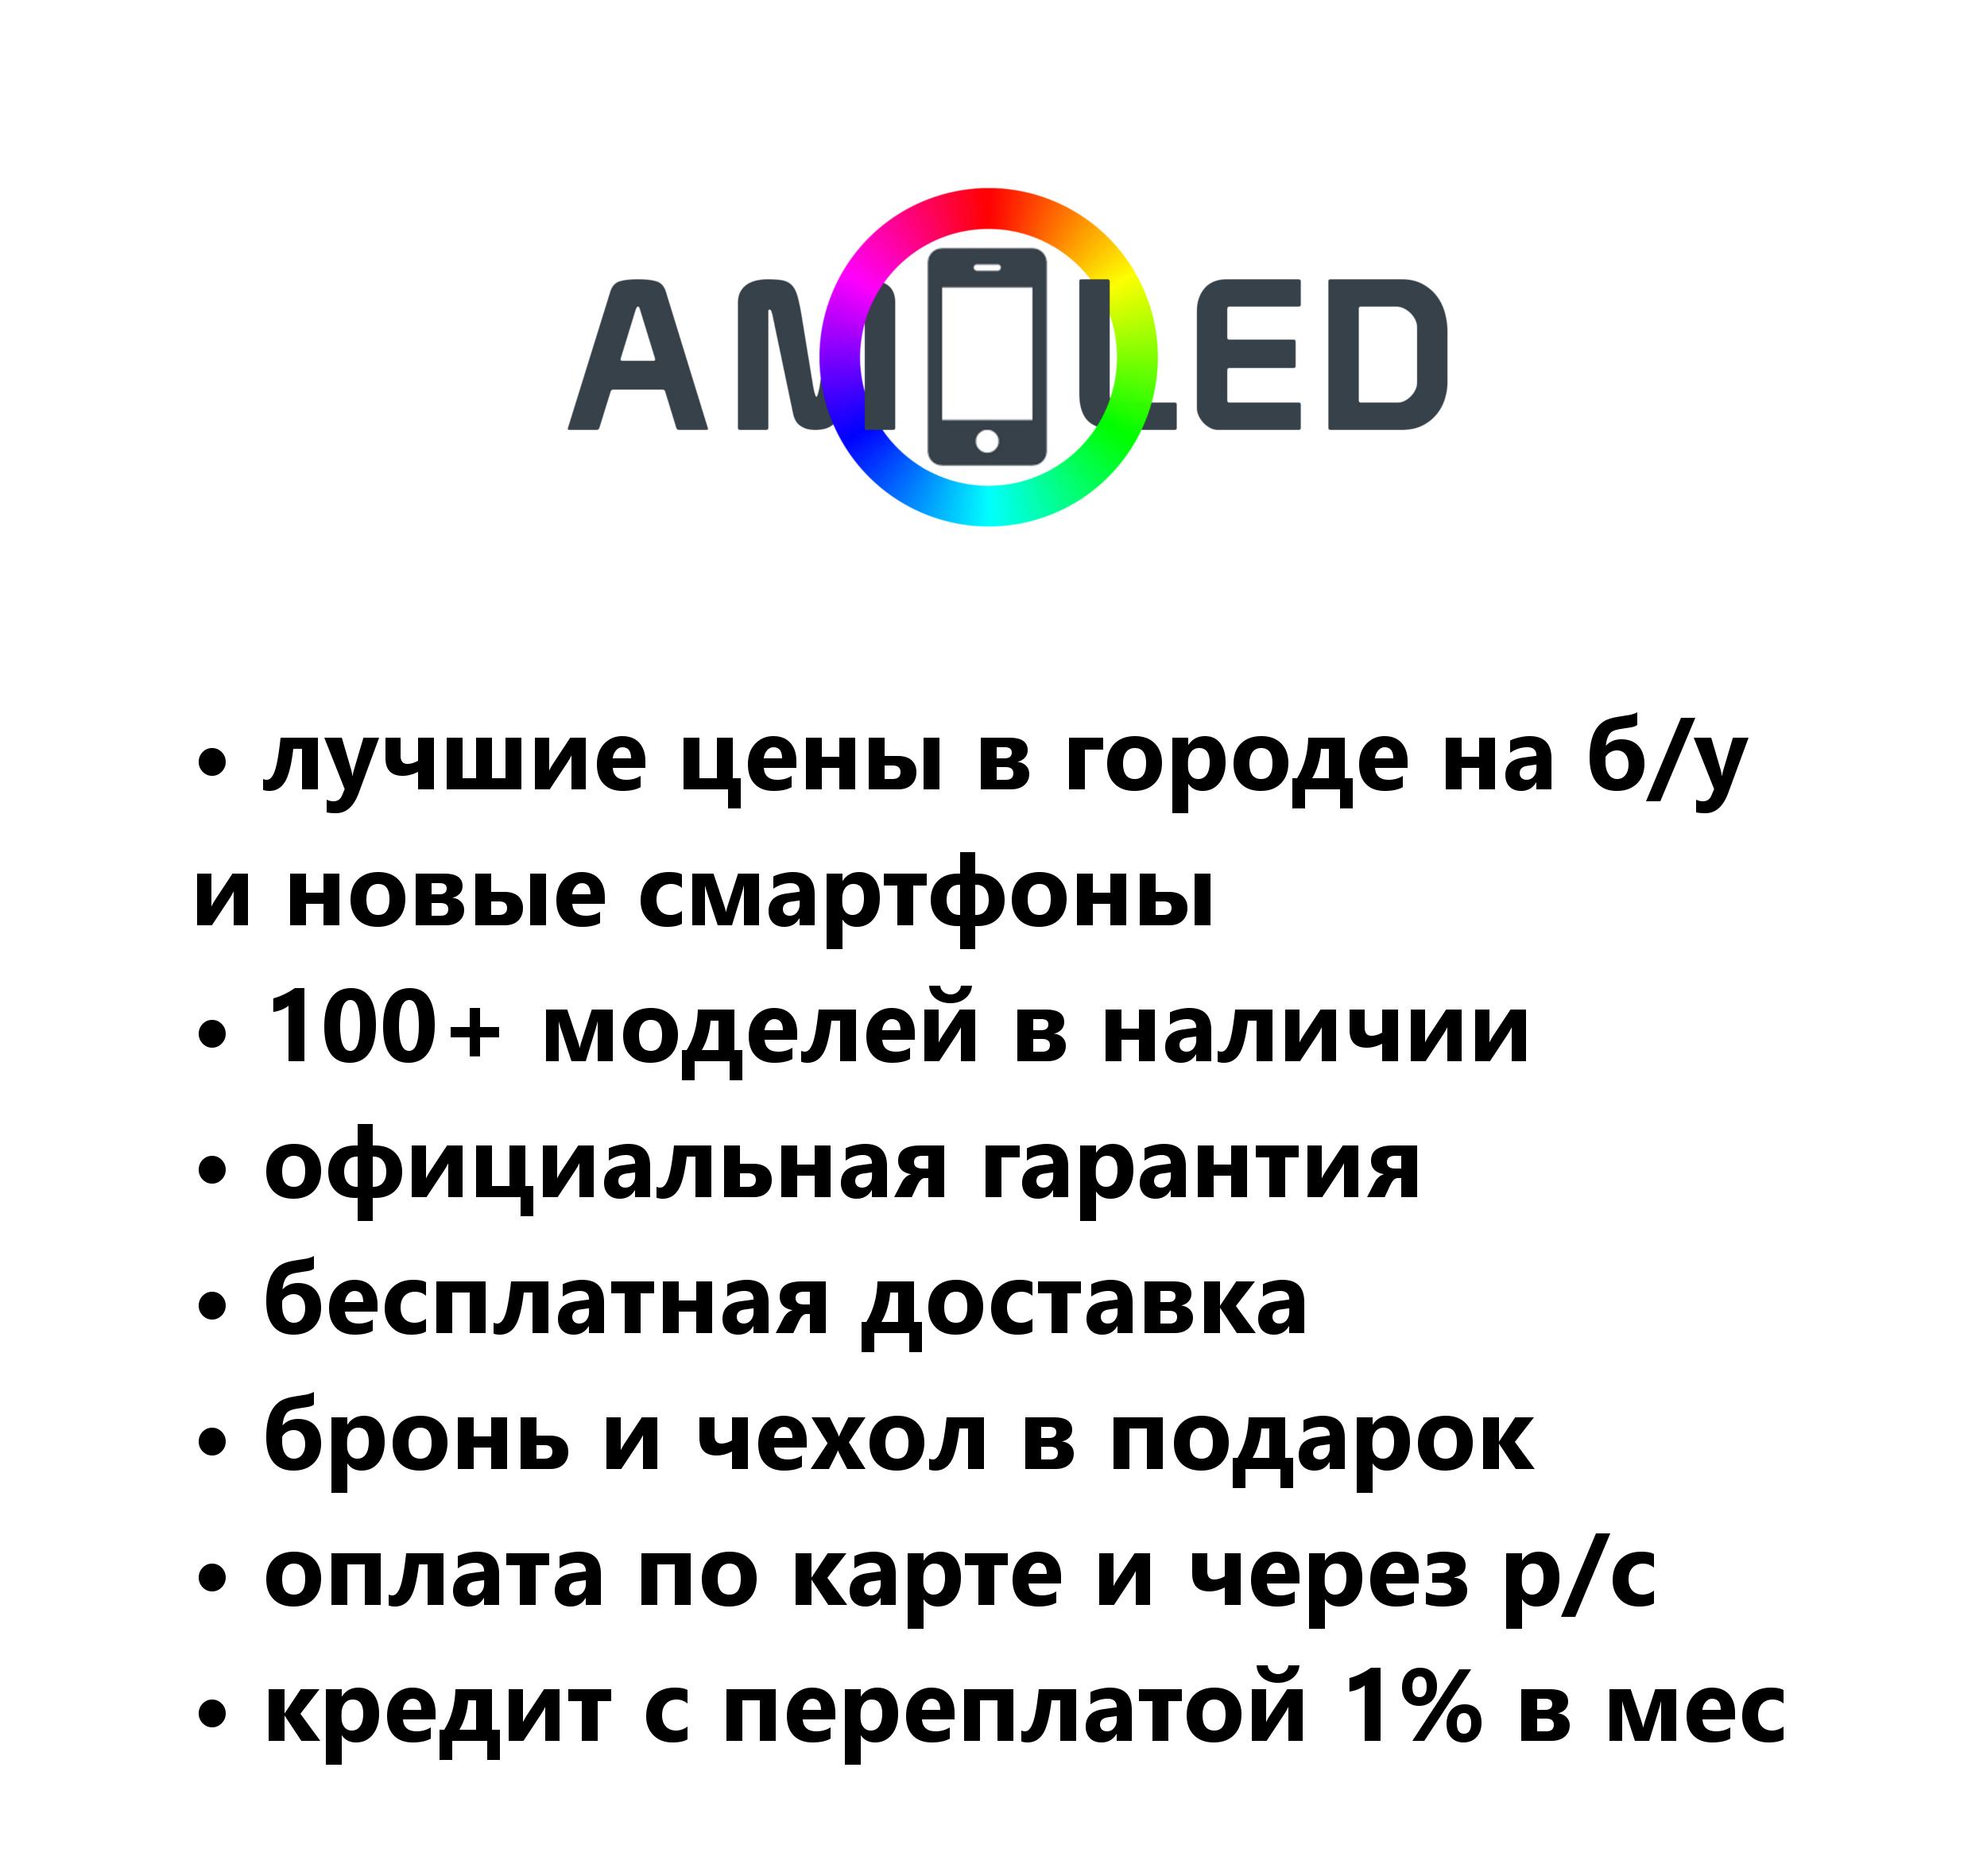 AMOLED
• лучшие цены в городе на б/у
и новые смартфоны
• 100+ моделей в наличии
• официальная гарантия
• бесплатная доставка
• бронь и чехол в подарок
• оплата по карте и через р/с
• кредит с переплатой 1% в мес